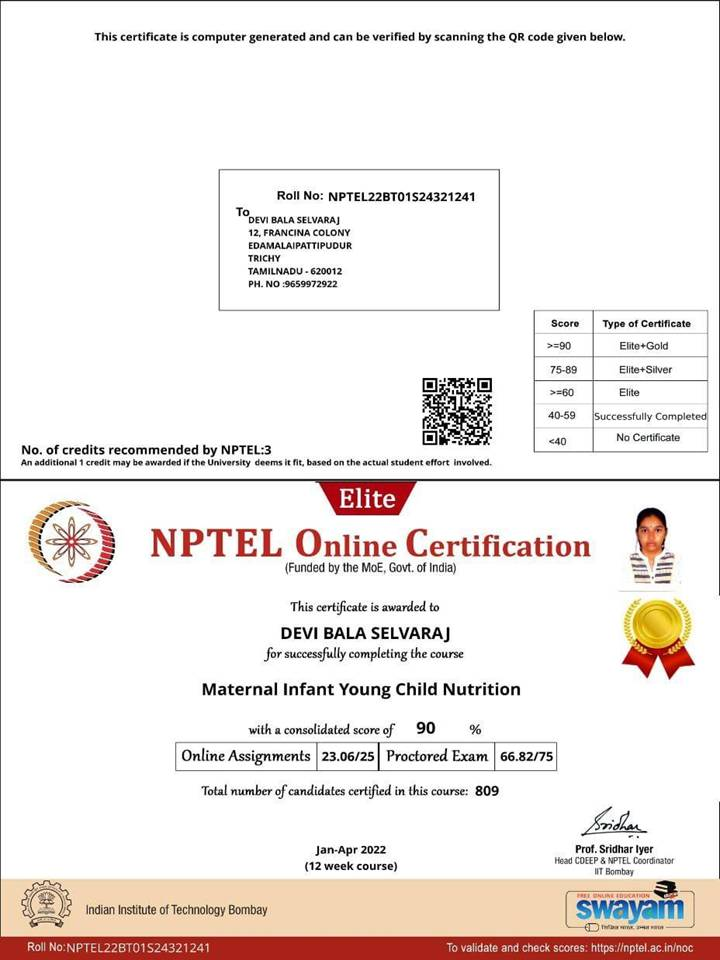 This certificate is computer generated and can be verified by scanning the QR code given below.
Roll No: NPTEL22BT01S24321241
To
DEVI BALA SELVARAJ
12, FRANCINA COLONY
EDAMALAIPATTIPUDUR
TRICHY
TAMILNADU - 620012
PH. NO :9659972922
Score Type of Certificate
>=90 Elite+Gold
75-89 Elite+Silver
>=60 Elite
40-59 Successfully Completed
<40 No Certificate
No. of credits recommended by NPTEL:3
An additional 1 credit may be awarded if the University deems it fit, based on the actual student effort involved.
Elite
NPTEL Online Certification
(Funded by the MoE, Govt. of India)
This certificate is awarded to
DEVI BALA SELVARAJ
for successfully completing the course
Maternal Infant Young Child Nutrition
with a consolidated score of 90 %
Online Assignments 23.06/25 Proctored Exam 66.82/75
Total number of candidates certified in this course: 809
Sridhar
Jan-Apr 2022
(12 week course)
Prof. Sridhar Iyer
Head CDEEP & NPTEL Coordinator
IIT Bombay
Indian Institute of Technology Bombay
FREE ONLINE EDUCATION
swayam
शिक्षित भारत, उन्नत भारत
Roll No:NPTEL22BT01S24321241
To validate and check scores: https://nptel.ac.in/noc